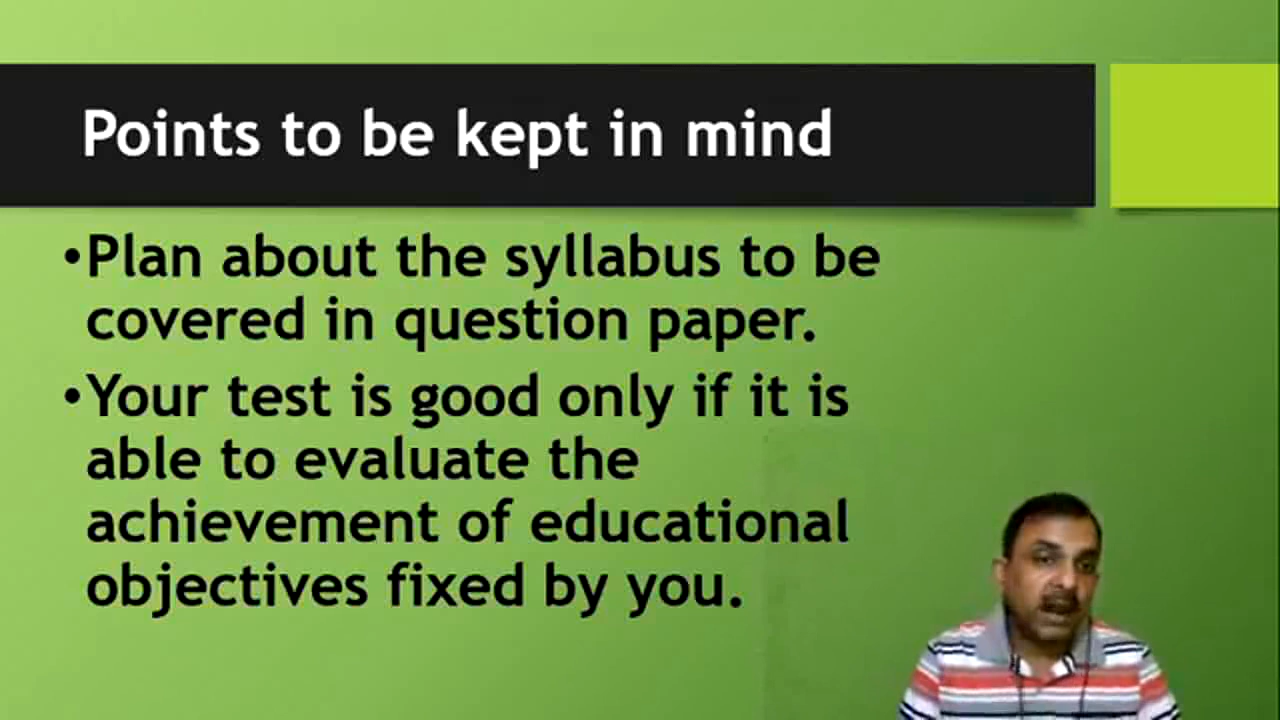 Points to be kept in mind
•Plan about the syllabus to be
covered in question paper.
•Your test is good only if it is
able to evaluate the
achievement of educational
objectives fixed by you.